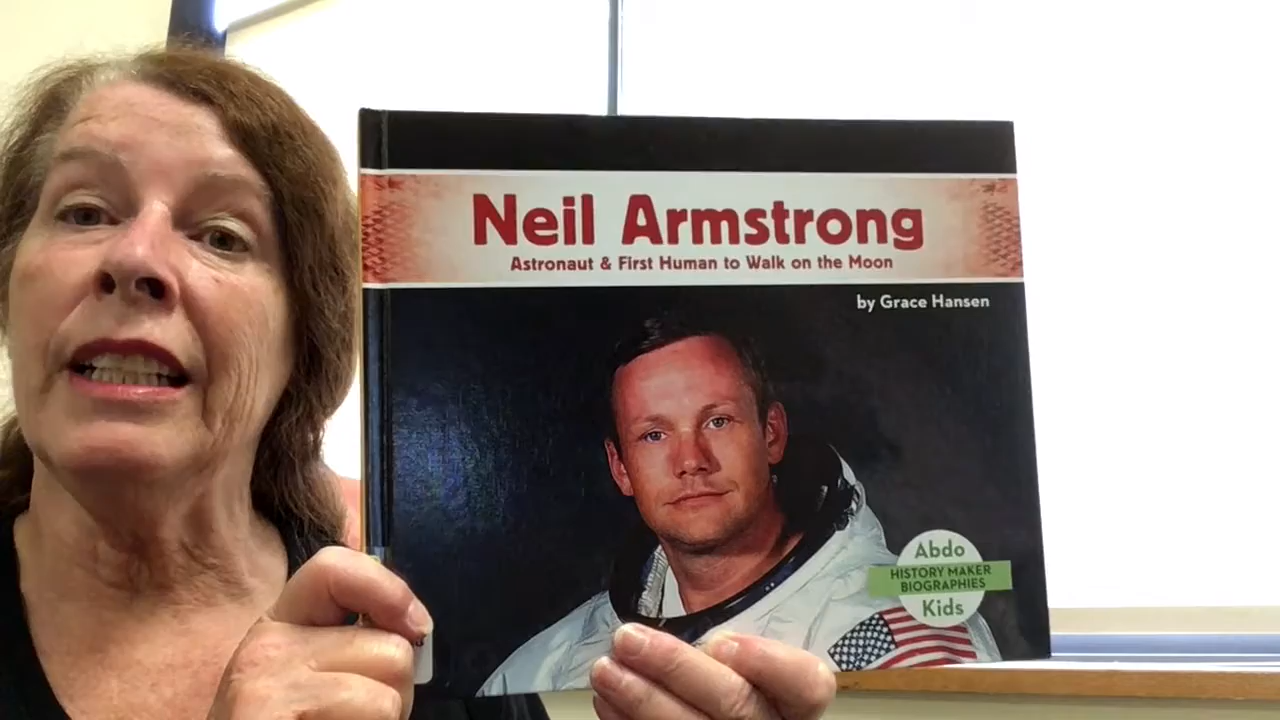 Neil Armstrong
Astronaut & First Human to Walk on the Moon
by Grace Hansen
Abdo
HISTORY MAKER
BIOGRAPHIES
Kids